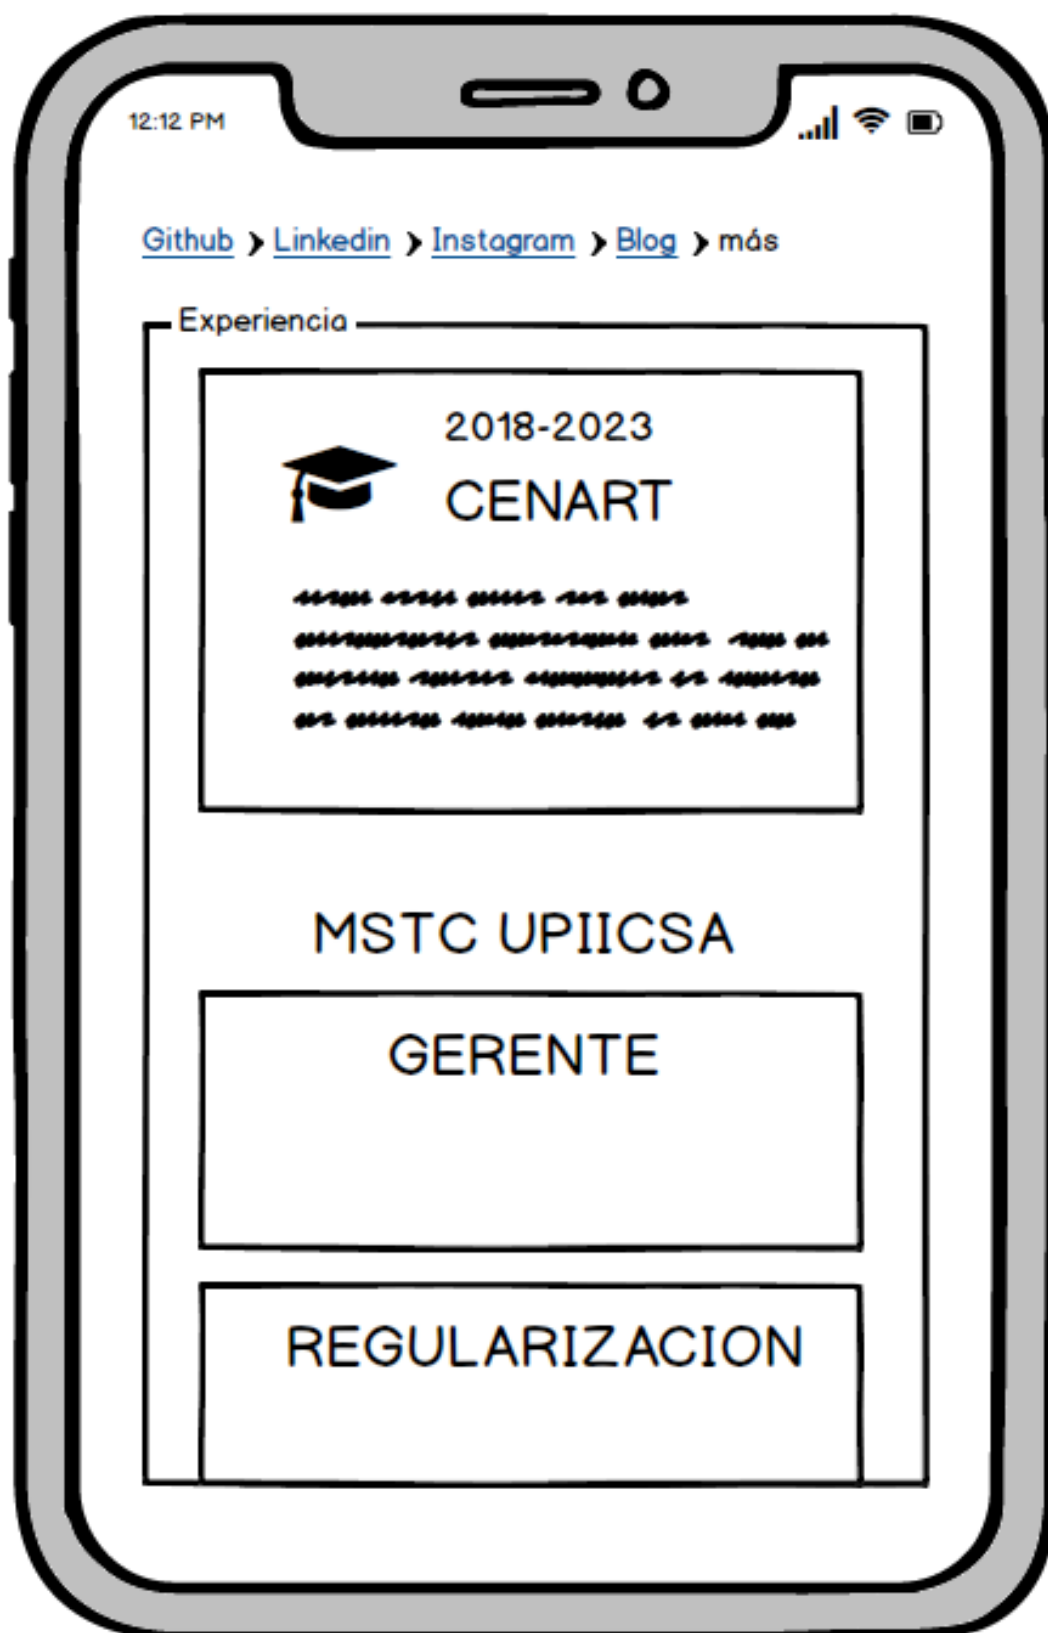 12:12 PM
Github > Linkedin > Instagram > Blog > más
Experiencia
2018-2023
CENART
MSTC UPIICSA
GERENTE
REGULARIZACION